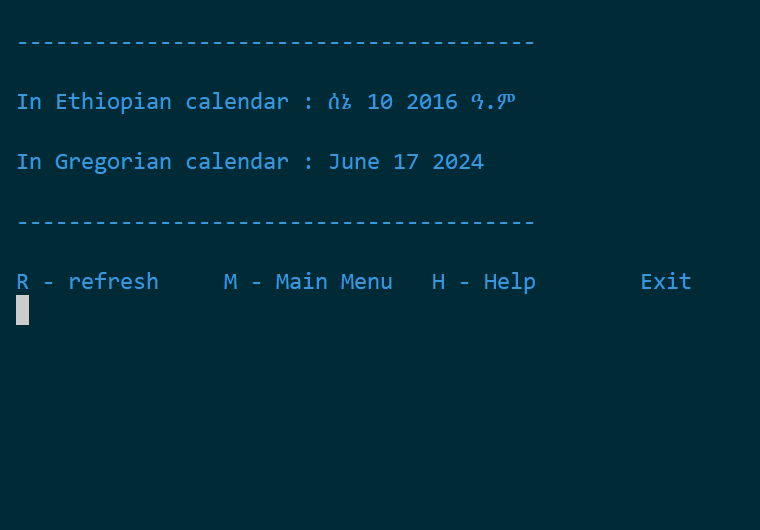 ----------------------------------------
In Ethiopian calendar : ሰኔ 10 2016 ዓ.ም
In Gregorian calendar : June 17 2024
----------------------------------------
R - refresh     M - Main Menu   H - Help        Exit